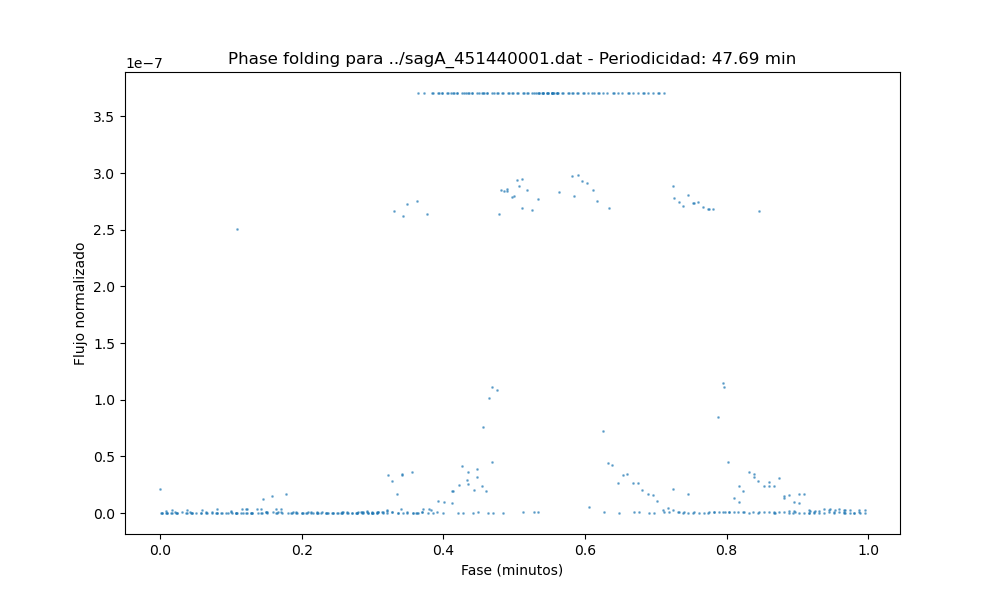 Phase folding para ../sagA_451440001.dat - Periodicidad: 47.69 min
1e−7
3.5
3.0
2.5
2.0
1.5
1.0
0.5
0.0
Flujo normalizado
0.0 0.2 0.4 0.6 0.8 1.0
Fase (minutos)